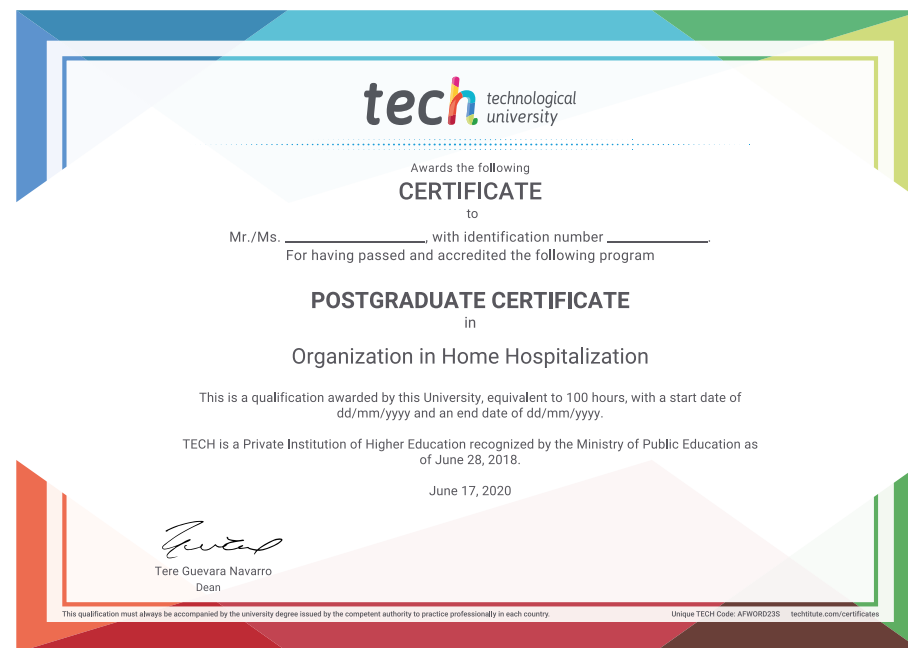 tech technological
university
Awards the following
CERTIFICATE
to
Mr./Ms. ____________________, with identification number ______________.
For having passed and accredited the following program
POSTGRADUATE CERTIFICATE
in
Organization in Home Hospitalization
This is a qualification awarded by this University, equivalent to 100 hours, with a start date of
dd/mm/yyyy and an end date of dd/mm/yyyy.
TECH is a Private Institution of Higher Education recognized by the Ministry of Public Education as
of June 28, 2018.
June 17, 2020
Tere Guevara Navarro
Dean
This qualification must always be accompanied by the university degree issued by the competent authority to practice professionally in each country. Unique TECH Code: AFWORD23S techtitute.com/certificates